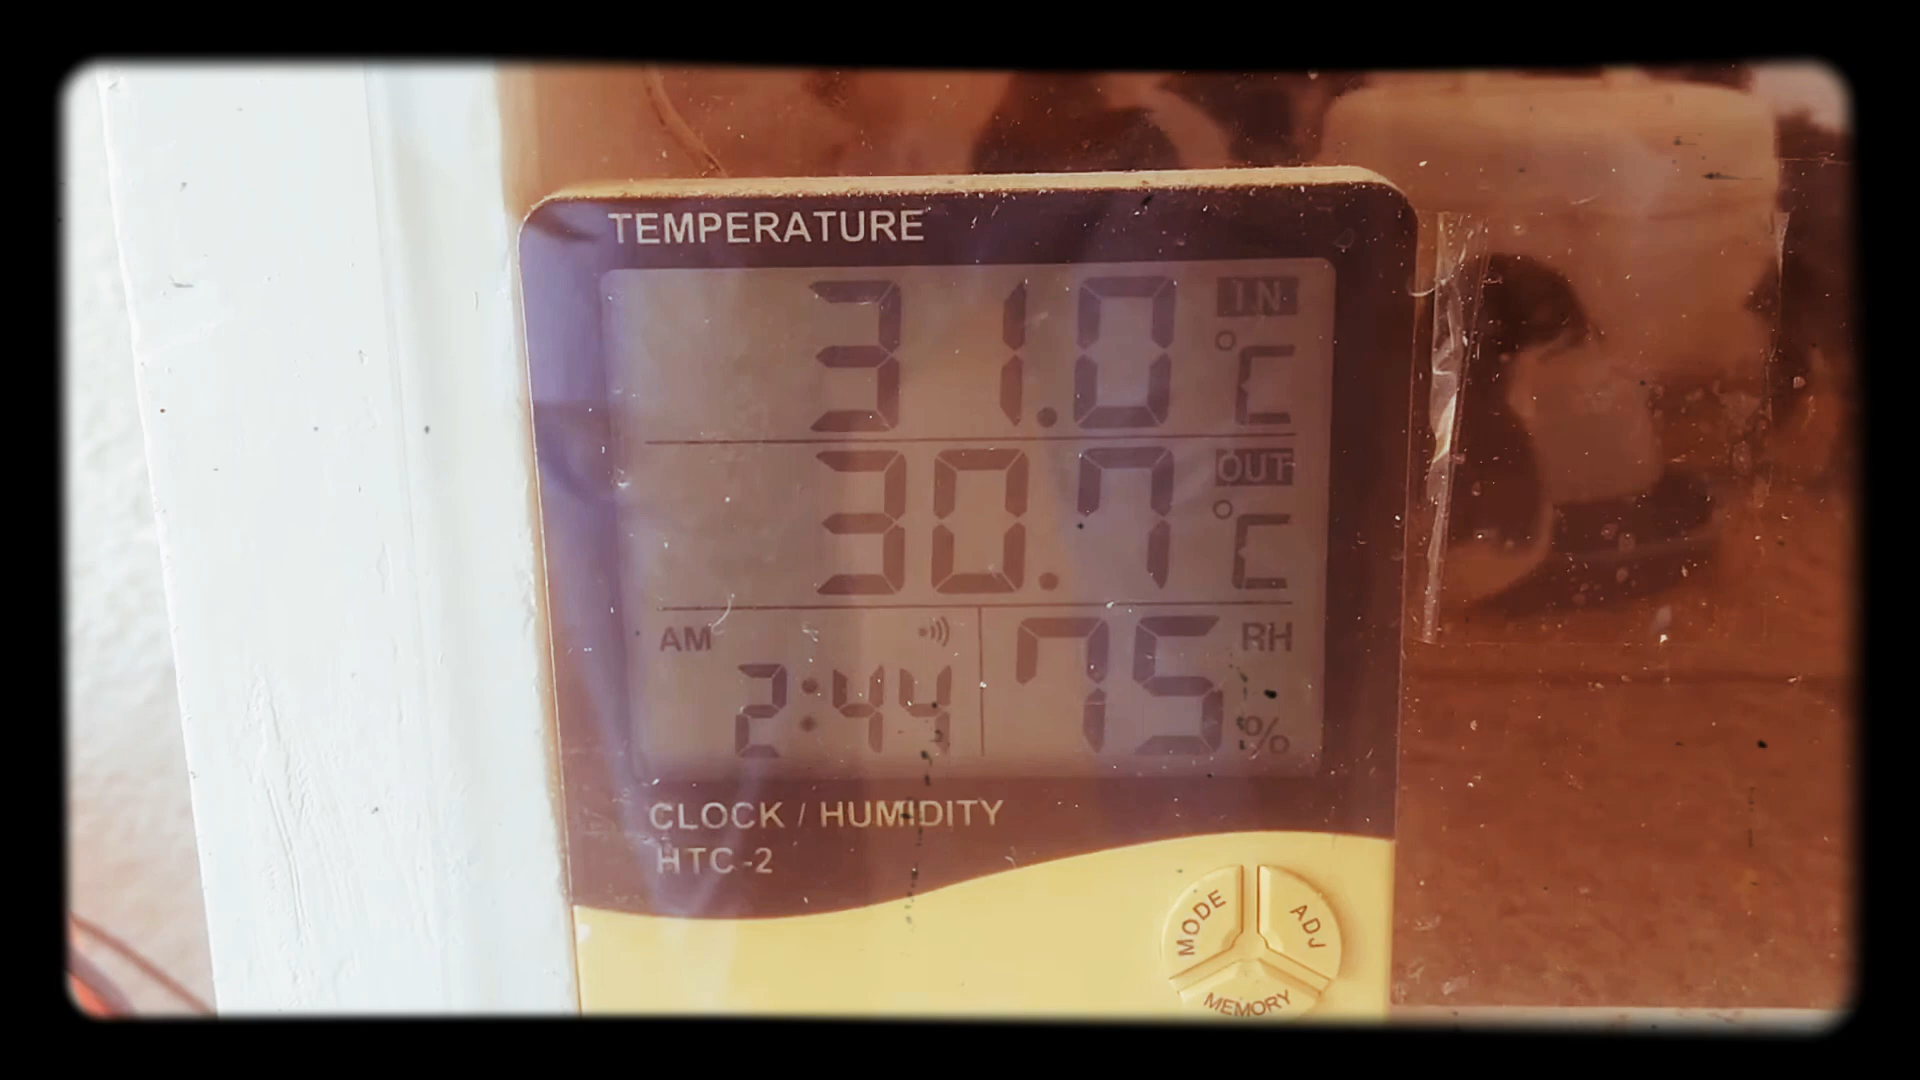 TEMPERATURE
31.0 IN °C
30.7 OUT °C
AM 2:44 75 RH %
CLOCK / HUMIDITY
HTC-2
MODE ADJ
MEMORY